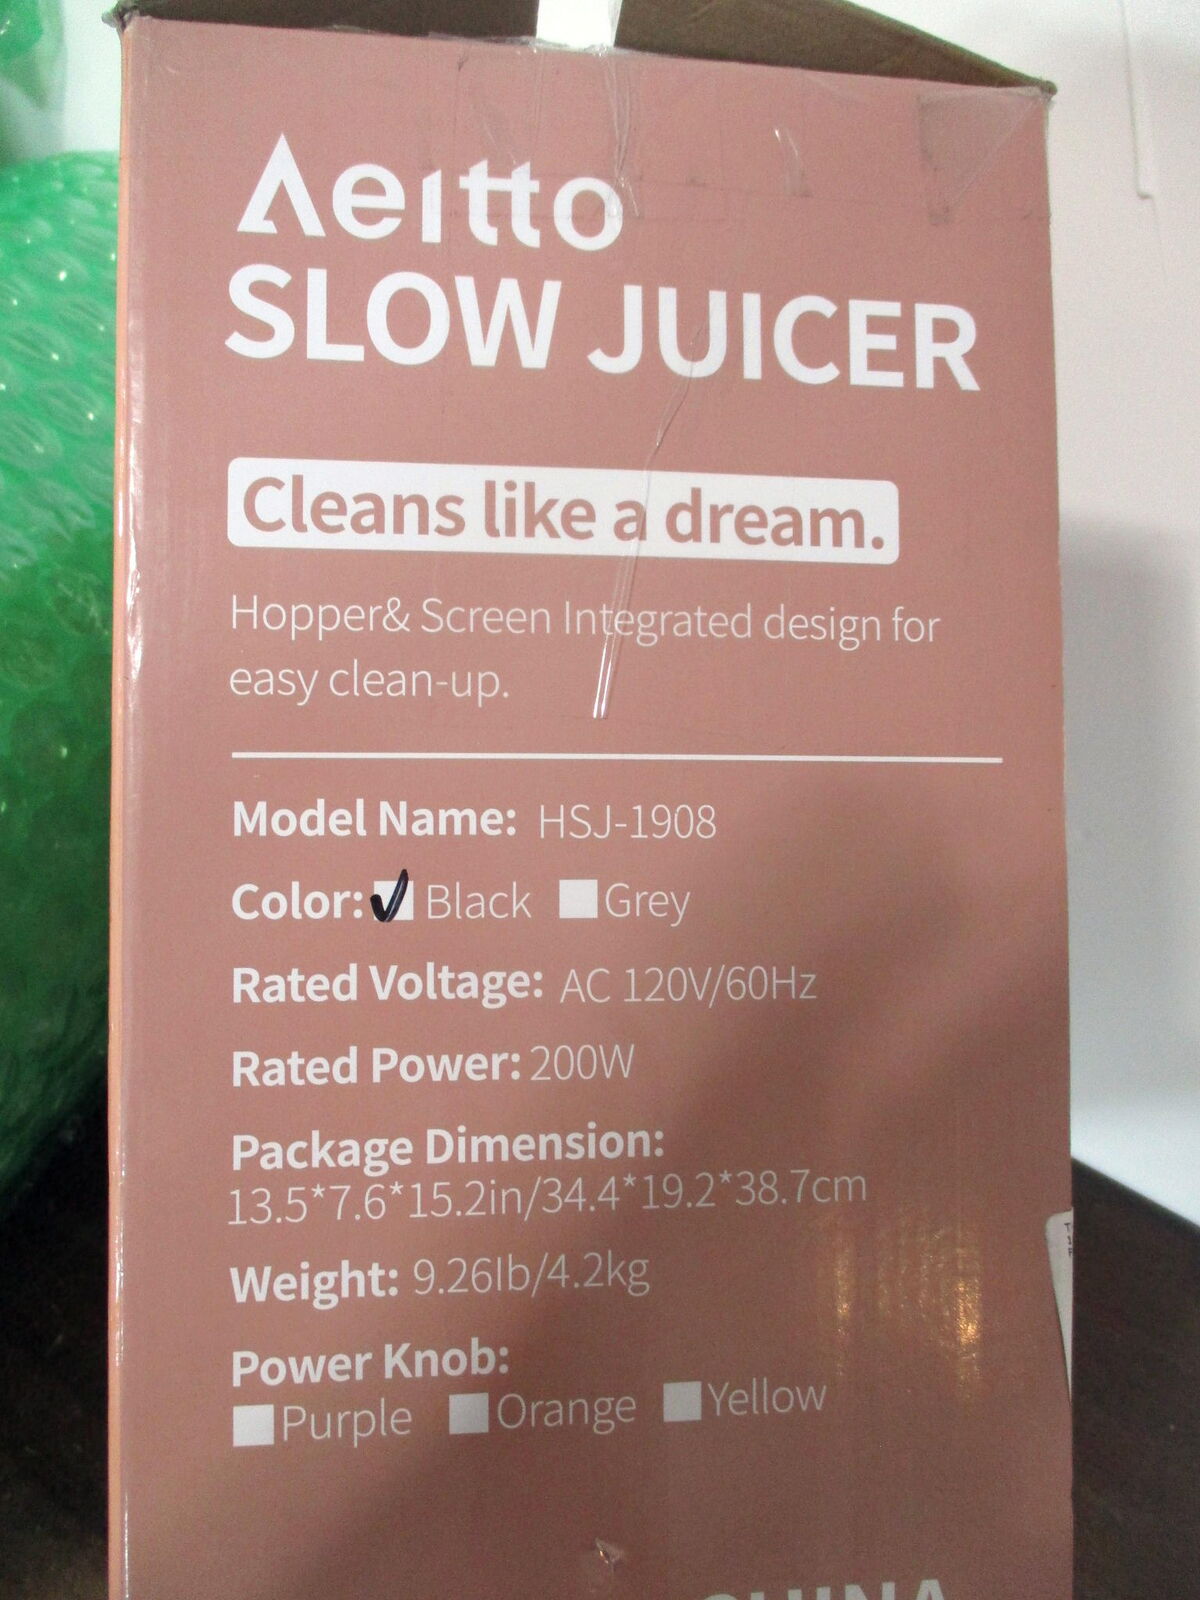 Aeitto
SLOW JUICER
Cleans like a dream.
Hopper& Screen Integrated design for
easy clean-up.
Model Name: HSJ-1908
Color: Black Grey
Rated Voltage: AC 120V/60Hz
Rated Power: 200W
Package Dimension:
13.5*7.6*15.2in/34.4*19.2*38.7cm
Weight: 9.26lb/4.2kg
Power Knob:
Purple Orange Yellow
CHINA